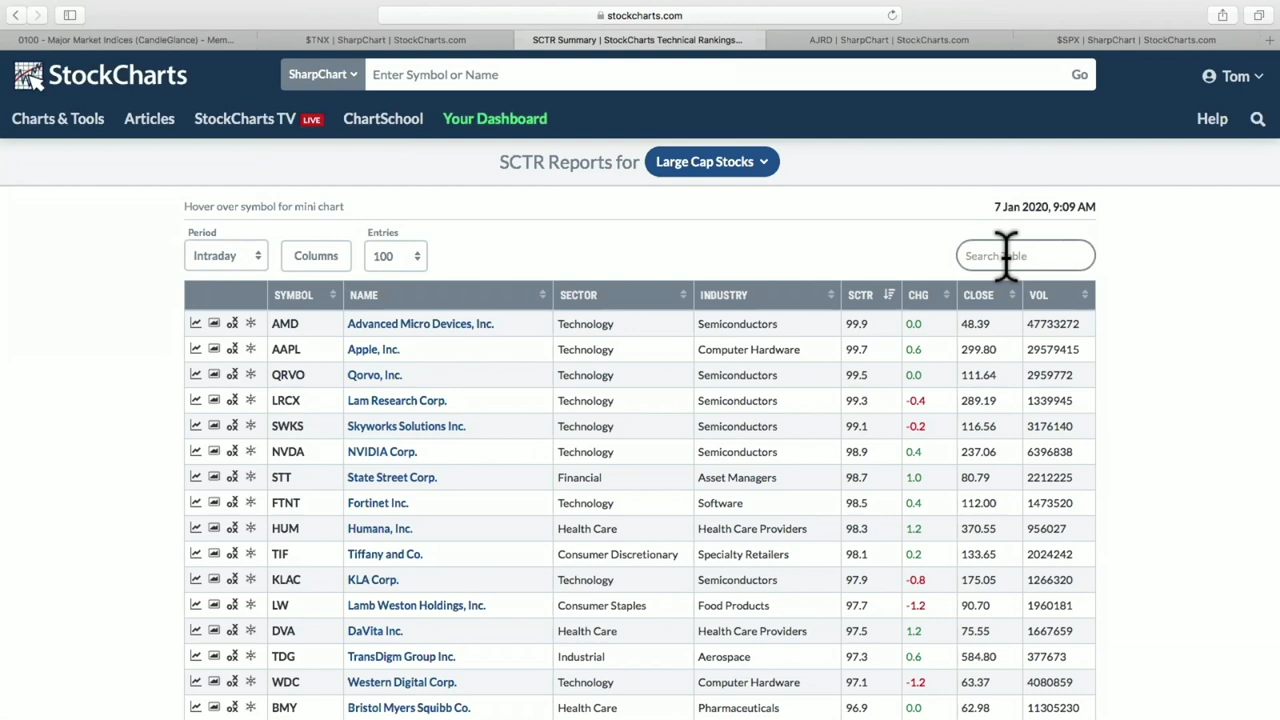 stockcharts.com
0100 - Major Market Indices (CandleGlance) - Mem...
$TNX | SharpChart | StockCharts.com
SCTR Summary | StockCharts Technical Rankings...
AJRD | SharpChart | StockCharts.com
$SPX | SharpChart | StockCharts.com
StockCharts
SharpChart
Enter Symbol or Name
Go
Tom
Charts & Tools
Articles
StockCharts TV LIVE
ChartSchool
Your Dashboard
Help
SCTR Reports for Large Cap Stocks
Hover over symbol for mini chart
7 Jan 2020, 9:09 AM
Period
Entries
Intraday
Columns
100
Search Table
SYMBOL NAME SECTOR INDUSTRY SCTR CHG CLOSE VOL
AMD Advanced Micro Devices, Inc. Technology Semiconductors 99.9 0.0 48.39 47733272
AAPL Apple, Inc. Technology Computer Hardware 99.7 0.6 299.80 29579415
QRVO Qorvo, Inc. Technology Semiconductors 99.5 0.0 111.64 2959772
LRCX Lam Research Corp. Technology Semiconductors 99.3 -0.4 289.19 1339945
SWKS Skyworks Solutions Inc. Technology Semiconductors 99.1 -0.2 116.56 3176140
NVDA NVIDIA Corp. Technology Semiconductors 98.9 0.4 237.06 6396838
STT State Street Corp. Financial Asset Managers 98.7 1.0 80.79 2212225
FTNT Fortinet Inc. Technology Software 98.5 0.4 112.00 1473520
HUM Humana, Inc. Health Care Health Care Providers 98.3 1.2 370.55 956027
TIF Tiffany and Co. Consumer Discretionary Specialty Retailers 98.1 0.2 133.65 2024242
KLAC KLA Corp. Technology Semiconductors 97.9 -0.8 175.05 1266320
LW Lamb Weston Holdings, Inc. Consumer Staples Food Products 97.7 -1.2 90.70 1960181
DVA DaVita Inc. Health Care Health Care Providers 97.5 1.2 75.55 1667659
TDG TransDigm Group Inc. Industrial Aerospace 97.3 0.6 584.80 377673
WDC Western Digital Corp. Technology Computer Hardware 97.1 -1.2 63.37 4080859
BMY Bristol Myers Squibb Co. Health Care Pharmaceuticals 96.9 0.0 62.98 11305230